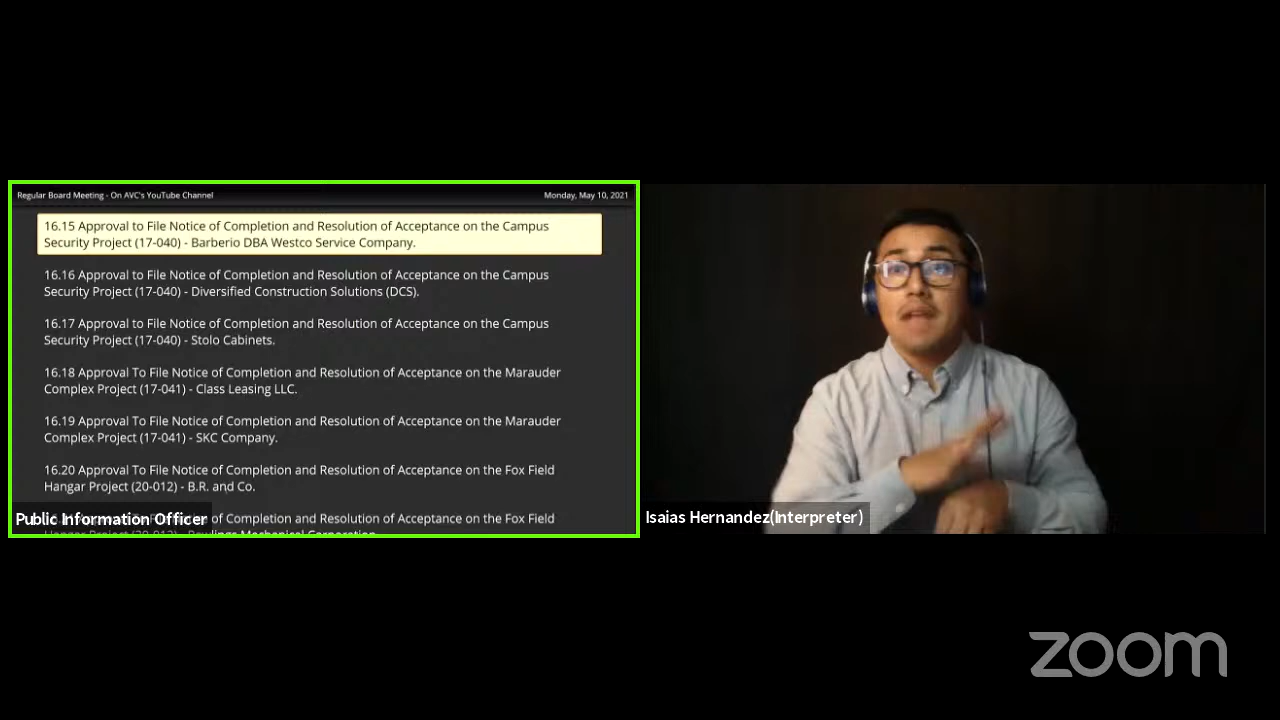 Regular Board Meeting - On AVC's YouTube Channel
Monday, May 10, 2021
16.15 Approval to File Notice of Completion and Resolution of Acceptance on the Campus
Security Project (17-040) - Barberio DBA Westco Service Company.
16.16 Approval to File Notice of Completion and Resolution of Acceptance on the Campus
Security Project (17-040) - Diversified Construction Solutions (DCS).
16.17 Approval to File Notice of Completion and Resolution of Acceptance on the Campus
Security Project (17-040) - Stolo Cabinets.
16.18 Approval To File Notice of Completion and Resolution of Acceptance on the Marauder
Complex Project (17-041) - Class Leasing LLC.
16.19 Approval To File Notice of Completion and Resolution of Acceptance on the Marauder
Complex Project (17-041) - SKC Company.
16.20 Approval To File Notice of Completion and Resolution of Acceptance on the Fox Field
Hangar Project (20-012) - B.R. and Co.
of Completion and Resolution of Acceptance on the Fox Field
Public Information Officer
Isaias Hernandez(Interpreter)
zoom